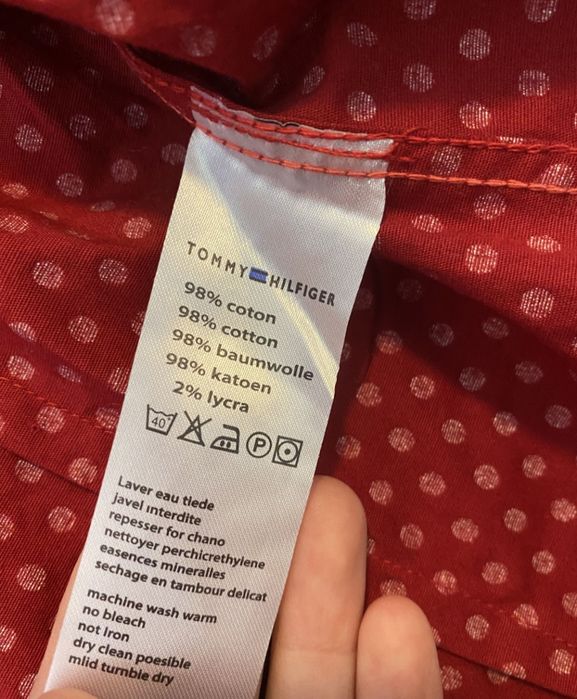 TOMMY HILFIGER
98% coton
98% cotton
98% baumwolle
98% katoen
2% lycra
40 P
Laver eau tiede
javel interdite
repesser for chano
nettoyer perchicrethylene
easences mineralles
sechage en tambour delicat
machine wash warm
no bleach
not iron
dry clean poesible
mlid tumble dry